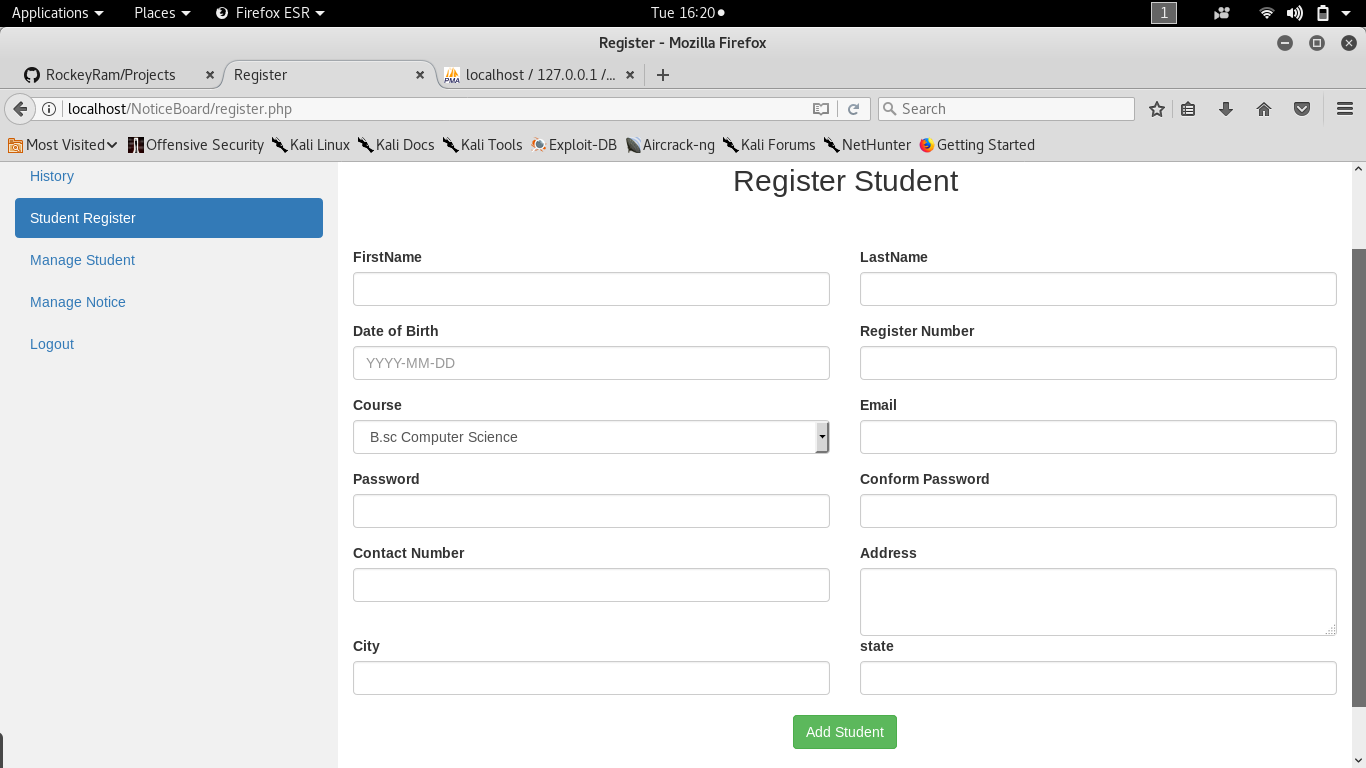 Applications Places Firefox ESR Tue 16:20 1
Register - Mozilla Firefox
RockeyRam/Projects Register PMA localhost / 127.0.0.1 /...
localhost/NoticeBoard/register.php Search
Most Visited Offensive Security Kali Linux Kali Docs Kali Tools Exploit-DB Aircrack-ng Kali Forums NetHunter Getting Started
History
Student Register
Manage Student
Manage Notice
Logout
Register Student
FirstName LastName
Date of Birth Register Number
YYYY-MM-DD
Course Email
B.sc Computer Science
Password Conform Password
Contact Number Address
City state
Add Student